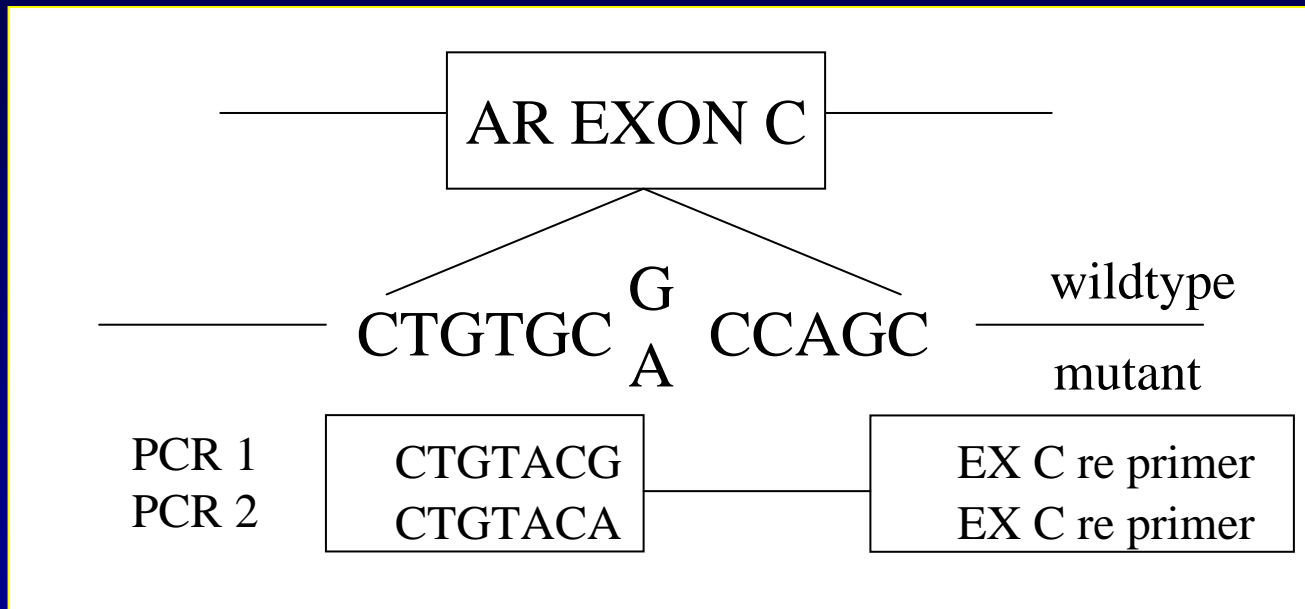 AR EXON C
G
wildtype
CTGTGC CCAGC
A
mutant
PCR 1 CTGTACG EX C re primer
PCR 2 CTGTACA EX C re primer